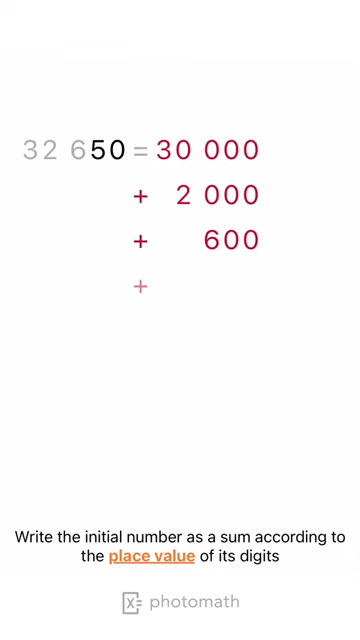 32 650 = 30 000
+ 2 000
+ 600
+
Write the initial number as a sum according to
the place value of its digits
photomath